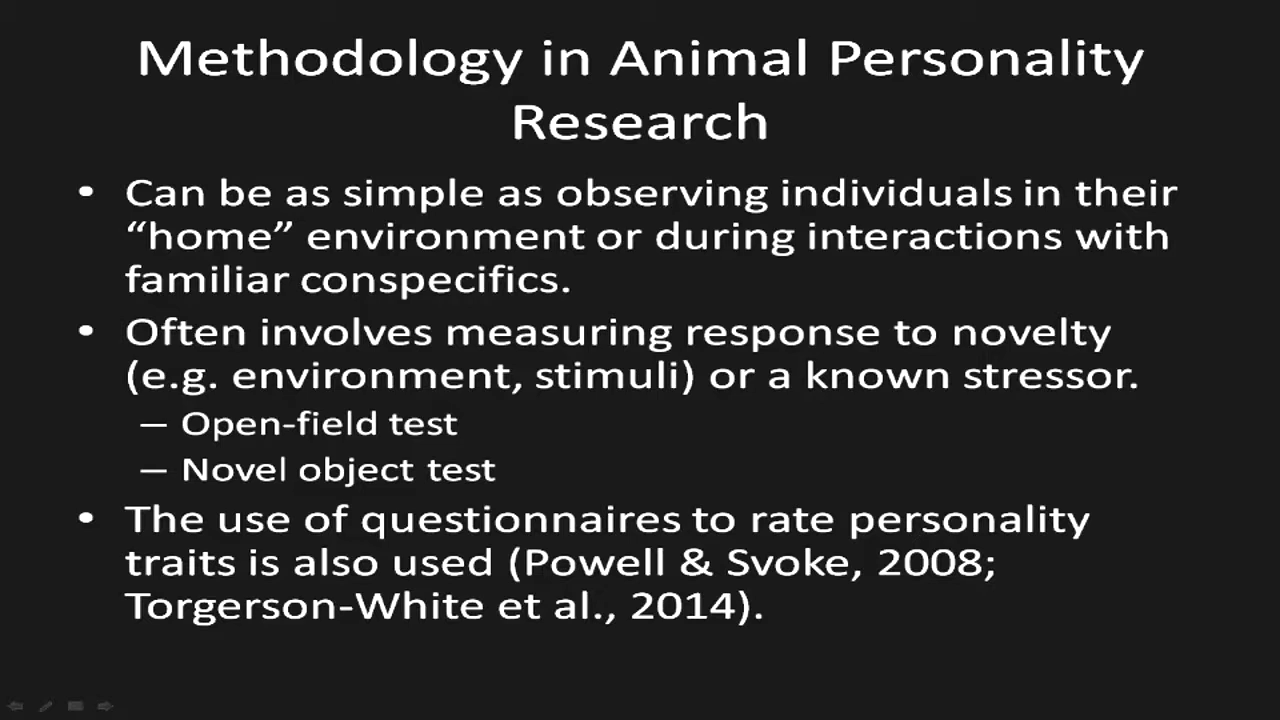 Methodology in Animal Personality
Research
• Can be as simple as observing individuals in their
“home” environment or during interactions with
familiar conspecifics.
• Often involves measuring response to novelty
(e.g. environment, stimuli) or a known stressor.
– Open-field test
– Novel object test
• The use of questionnaires to rate personality
traits is also used (Powell & Svoke, 2008;
Torgerson-White et al., 2014).